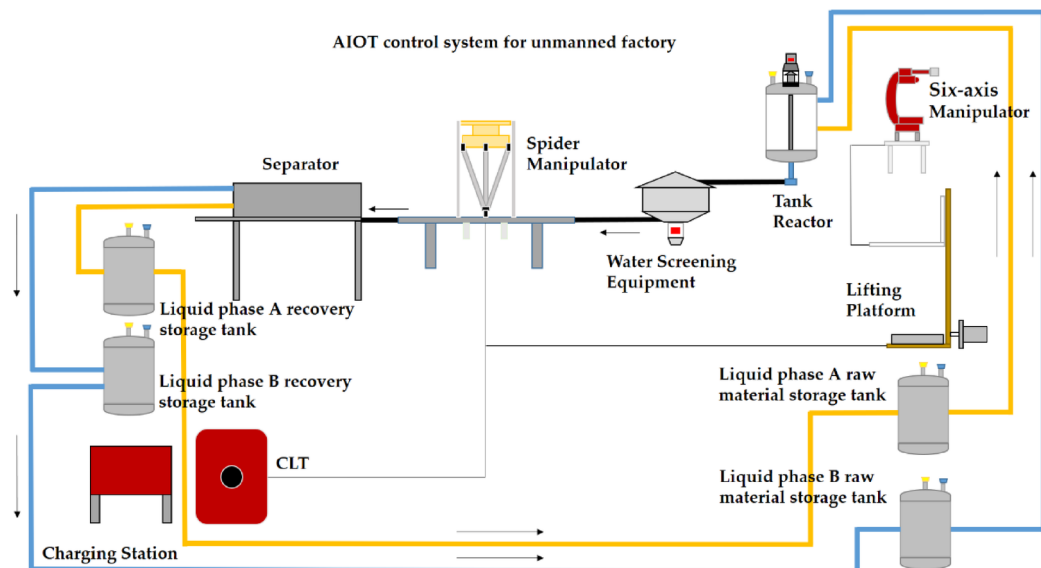 AIOT control system for unmanned factory
Six-axis
Manipulator
Spider
Manipulator
Separator
Tank
Reactor
Water Screening
Equipment
Lifting
Platform
Liquid phase A recovery
storage tank
Liquid phase B recovery
storage tank
Liquid phase A raw
material storage tank
CLT
Liquid phase B raw
material storage tank
Charging Station